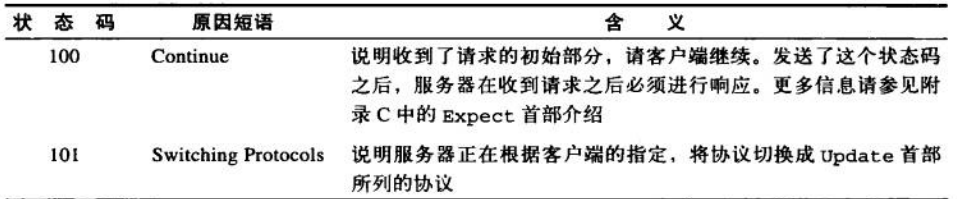 状 态 码 原因短语 含 义
100 Continue 说明收到了请求的初始部分，请客户端继续。发送了这个状态码
之后，服务器在收到请求之后必须进行响应。更多信息请参见附
录 C 中的 Expect 首部介绍
101 Switching Protocols 说明服务器正在根据客户端的指定，将协议切换成 Update 首部
所列的协议